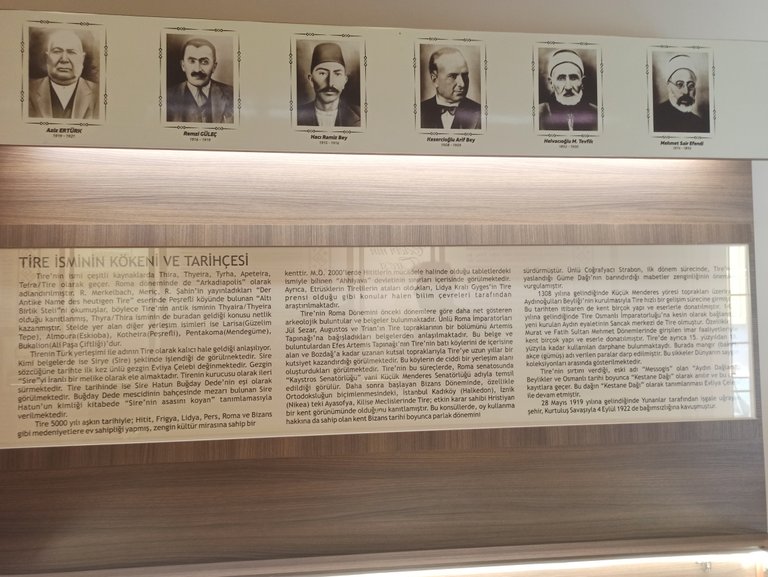 Aziz ERTÜRK
1919 - 1921
Remzi GÜLEÇ
1916 - 1919
Hacı Ramiz Bey
1915 - 1916
Kasarcıoğlu Arif Bey
1908 - 1909
Helvacıoğlu M. Tevfik
Mehmet Sair Efendi
TİRE İSMİNİN KÖKENİ VE TARİHÇESİ
Tire'nin ismi çeşitli kaynaklarda Thira, Thyeira, Tyrha, Apeteira,
Tetra/Tire olarak geçer. Roma döneminde de "Arkadiapolis" olarak
adlandırılmıştır. R. Merkelbach, Meriç, R. Şahin'in yayınladıkları "Der
Antike Name des heutigen Tire" eserinde Peşrefli köyünde bulunan "Altı
Birlik Steli"ni okumuşlar, böylece Tire'nin antik isminin Thyaira/Thyeira
olduğu kanıtlanmış, Thyra/Thira isminin de buradan geldiği konusu netlik
kazanmıştır. Stelde yer alan diğer yerleşim isimleri ise Larisa(Güzelim
Tepe), Almoura(Eskioba), Kotheira(Peşrefli), Pentakoma(Mendegüme),
Bukalion(Ali Paşa Çiftliği)'dur.
Tirenin Türk yerleşimi ile adının Tire olarak kalıcı hale geldiği anlaşılıyor.
Kimi belgelerde ise Sirye (Sire) şeklinde işlendiği de görülmektedir. Sire
sözcüğüne tarihte ilk kez ünlü gezgin Evliya Çelebi değinmektedir. Gezgin
"Sire"yi İranlı bir melike olarak ele almaktadır. Tirenin kurucusu olarak ileri
sürmektedir. Tire tarihinde ise Sire Hatun Buğday Dede'nin eşi olarak
görülmektedir. Buğday Dede mescidinin bahçesinde mezarı bulunan Sire
Hatun'un kimliği kitabede "Sire'nin asasını koyan" tanımlamasıyla
verilmektedir.
Tire 5000 yılı aşkın tarihiyle; Hitit, Frigya, Lidya, Pers, Roma ve Bizans
gibi medeniyetlere ev sahipliği yapmış, zengin kültür mirasına sahip bir
kenttir. M.Ö. 2000'lerde Hititlerin mücadele halinde olduğu tabletlerdeki
ismiyle bilinen "Ahhiyava" devletinin sınırları içerisinde görülmektedir.
Ayrıca, Etrüsklerin Tirelilerin ataları oldukları, Lidya Kralı Gyges'in Tire
prensi olduğu gibi konular halen bilim çevreleri tarafından
araştırılmaktadır.
Tire'nin Roma Dönemini önceki dönemlere göre daha net gösteren
arkeolojik buluntular ve belgeler bulunmaktadır. Ünlü Roma imparatorları
Jül Sezar, Augustos ve Trian'ın Tire topraklarının bir bölümünü Artemis
Tapınağı'na bağışladıkları belgelerden anlaşılmaktadır. Bu belge ve
buluntulardan Efes Artemis Tapınağı'nın Tire'nin batı köylerini de içerisine
alan ve Bozdağ'a kadar uzanan kutsal topraklarıyla Tire'ye uzun yıllar bir
kutsiyet kazandırdığı görülmektedir. Bu köylerin de ciddi bir yerleşim alanı
oluşturdukları görülmektedir. Tire'nin bu süreçlerde, Roma senatosunda
"Kaystros Senatörlüğü" yani Küçük Menderes Senatörlüğü adıyla temsil
edildiği görülür. Daha sonra başlayan Bizans Döneminde, özellikle
Ortodoksluğun biçimlenmesindeki, İstanbul Kadıköy (Halkedon), İznik
(Nikea) teki Ayasofya, Kilise Meclislerinde Tire; etkin karar sahibi Hristiyan
bir kent görünümünde olduğunu kanıtlamıştır. Bu konsüllerde, oy kullanma
hakkına da sahip olan kent Bizans tarihi boyunca parlak dönemini
sürdürmüştür. Ünlü Coğrafyacı Strabon, ilk dönem sürecinde, Tire'n
yaslandığı Güme Dağı'nın barındırdığı mabetler zenginliğinin
vurgulamıştır.
1308 yılına gelindiğinde Küçük Menderes yöresi toprakları
Aydınoğulları Beyliği'nin kurulmasıyla Tire hızlı bir gelişim sürecine
Bu tarihten itibaren de kent birçok yapı ve eserlerle donatılmıştır.
yılına gelindiğinde Tire Osmanlı İmparatorluğu'na kesin olarak
yeni kurulan Aydın eyaletinin Sancak merkezi de Tire olmuştur. Özellikle
Murat ve Fatih Sultan Mehmet Dönemlerinde girişilen imar faaliyetleri
kent birçok yapı ve eserle donatılmıştır. Tire'de ayrıca 15. yüzyıldan
yüzyıla kadar kullanılan darphane bulunmaktaydı. Burada mangır
akçe (gümüş) adı verilen paralar darp edilmiştir. Bu sikkeler Dünyanın
koleksiyonları arasında gösterilmektedir.
Tire'nin sırtını verdiği, eski adı "Messogis" olan "Aydın Dağları"
Beylikler ve Osmanlı tarihi boyunca "Kestane Dağı" olarak anılır ve bu
kayıtlara geçer. Bu dağın "Kestane Dağı" olarak tanımlanması Evliya Çelebi
ile devam etmiştir.
28 Mayıs 1919 yılına gelindiğinde Yunanlar tarafından işgale uğrayan
şehir, Kurtuluş Savaşıyla 4 Eylül 1922 de bağımsızlığına kavuşmuştur.